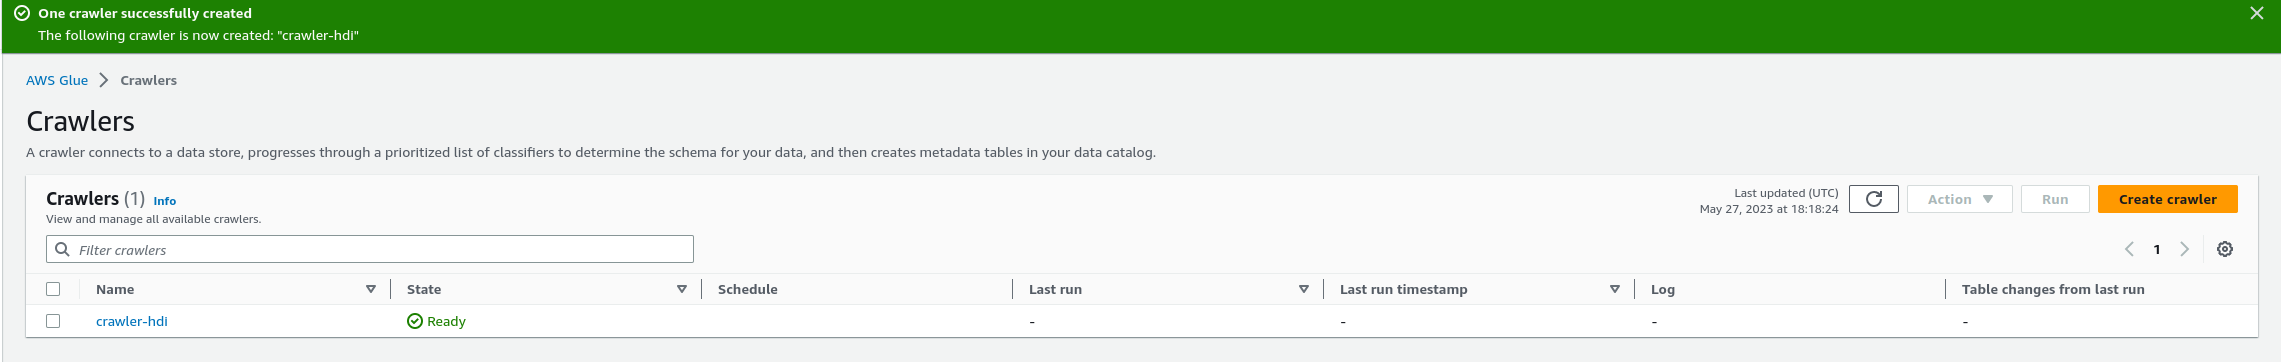 One crawler successfully created
The following crawler is now created: "crawler-hdi"
AWS Glue Crawlers
Crawlers
A crawler connects to a data store, progresses through a prioritized list of classifiers to determine the schema for your data, and then creates metadata tables in your data catalog.
Crawlers (1) Info
View and manage all available crawlers.
Last updated (UTC)
May 27, 2023 at 18:18:24
Action Run Create crawler
Filter crawlers
1
Name State Schedule Last run Last run timestamp Log Table changes from last run
crawler-hdi Ready - - - -